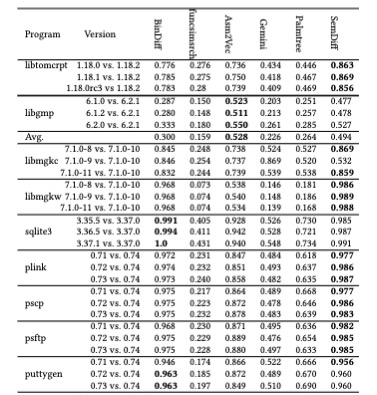 Program Version BinDiff funcsimsrch Asm2Vec Gemini Palmtree SemDiff
libtomcrpt 1.18.0 vs. 1.18.2 0.776 0.276 0.736 0.434 0.446 0.863
1.18.1 vs. 1.18.2 0.785 0.275 0.750 0.418 0.467 0.869
1.18.0rc3 vs 1.18.2 0.783 0.28 0.739 0.409 0.469 0.856
6.1.0 vs. 6.2.1 0.287 0.150 0.523 0.203 0.251 0.477
libgmp 6.1.2 vs. 6.2.1 0.280 0.148 0.511 0.213 0.257 0.478
6.2.0 vs. 6.2.1 0.333 0.180 0.550 0.261 0.285 0.527
Avg. 0.300 0.159 0.528 0.226 0.264 0.494
7.1.0-8 vs. 7.1.0-10 0.845 0.248 0.738 0.524 0.527 0.869
libmgkc 7.1.0-9 vs. 7.1.0-10 0.846 0.254 0.737 0.869 0.520 0.532
7.1.0-11 vs. 7.1.0-10 0.832 0.244 0.739 0.539 0.538 0.859
7.1.0-8 vs. 7.1.0-10 0.968 0.073 0.538 0.146 0.181 0.986
libmgkw 7.1.0-9 vs. 7.1.0-10 0.968 0.074 0.540 0.148 0.186 0.989
7.1.0-11 vs. 7.1.0-10 0.968 0.074 0.534 0.139 0.168 0.988
3.35.5 vs. 3.37.0 0.991 0.405 0.928 0.526 0.730 0.985
sqlite3 3.36.5 vs. 3.37.0 0.994 0.411 0.942 0.528 0.721 0.987
3.37.1 vs. 3.37.0 1.0 0.431 0.940 0.548 0.734 0.991
0.71 vs. 0.74 0.972 0.231 0.847 0.484 0.618 0.977
plink 0.72 vs. 0.74 0.974 0.232 0.851 0.493 0.637 0.986
0.73 vs. 0.74 0.973 0.240 0.858 0.482 0.635 0.987
0.71 vs. 0.74 0.975 0.217 0.864 0.489 0.668 0.977
pscp 0.72 vs. 0.74 0.975 0.223 0.872 0.478 0.646 0.986
0.73 vs. 0.74 0.975 0.232 0.878 0.483 0.639 0.983
0.71 vs. 0.74 0.968 0.230 0.871 0.495 0.636 0.982
psftp 0.72 vs. 0.74 0.975 0.229 0.889 0.476 0.654 0.985
0.73 vs. 0.74 0.975 0.228 0.880 0.497 0.633 0.985
0.71 vs. 0.74 0.946 0.174 0.866 0.522 0.666 0.956
puttygen 0.72 vs. 0.74 0.963 0.185 0.872 0.489 0.670 0.960
0.73 vs. 0.74 0.963 0.197 0.849 0.510 0.690 0.960